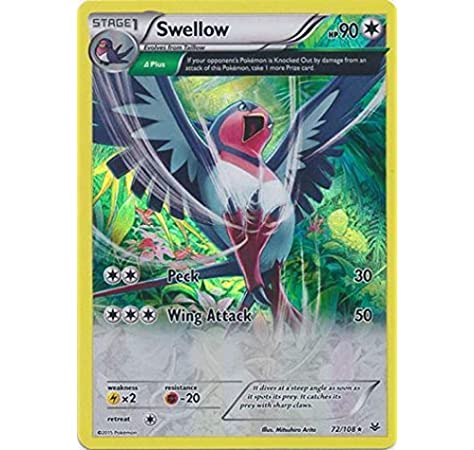 STAGE1 Swellow HP90
Evolves from Taillow
Δ Plus
If your opponent's Pokémon is Knocked Out by damage from an
attack of this Pokémon, take 1 more Prize card.
Peck 30
Wing Attack 50
weakness resistance
×2 -20
retreat
It dives at a steep angle as soon as
it spots its prey. It catches its
prey with sharp claws.
©2015 Pokémon
Illus. Mitsuhiro Arita
72/108 ★